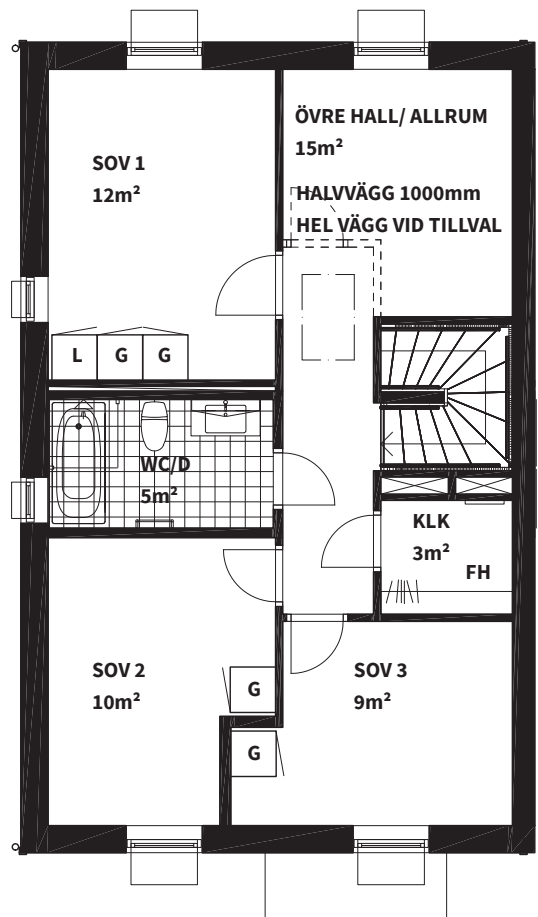 ÖVRE HALL/ ALLRUM
15m²
SOV 1
12m²
HALVVÄGG 1000mm
HEL VÄGG VID TILLVAL
L G G
WC/D
5m²
KLK
3m²
FH
SOV 2
10m²
G
SOV 3
9m²
G